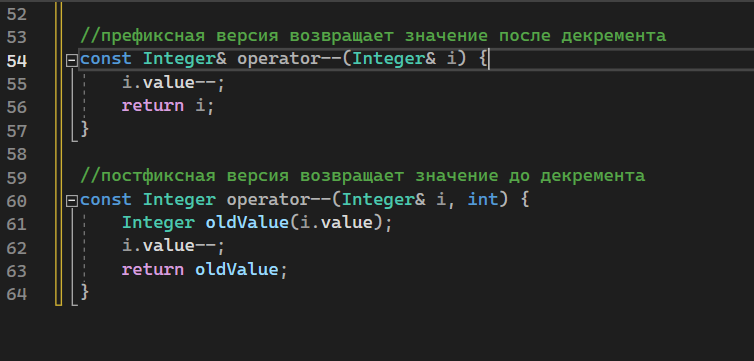 52
53 //префиксная версия возвращает значение после декремента
54 const Integer& operator--(Integer& i) {
55 i.value--;
56 return i;
57 }
58
59 //постфиксная версия возвращает значение до декремента
60 const Integer operator--(Integer& i, int) {
61 Integer oldValue(i.value);
62 i.value--;
63 return oldValue;
64 }